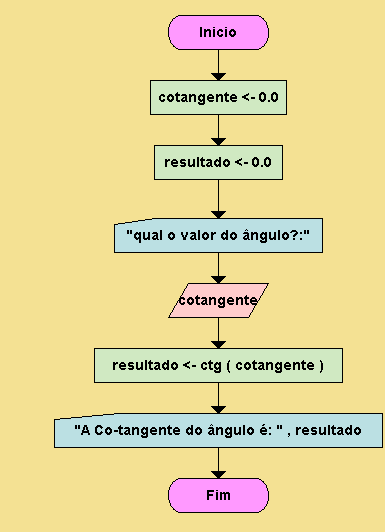 Inicio
cotangente <- 0.0
resultado <- 0.0
"qual o valor do ângulo?:"
cotangente
resultado <- ctg ( cotangente )
"A Co-tangente do ângulo é: " , resultado
Fim